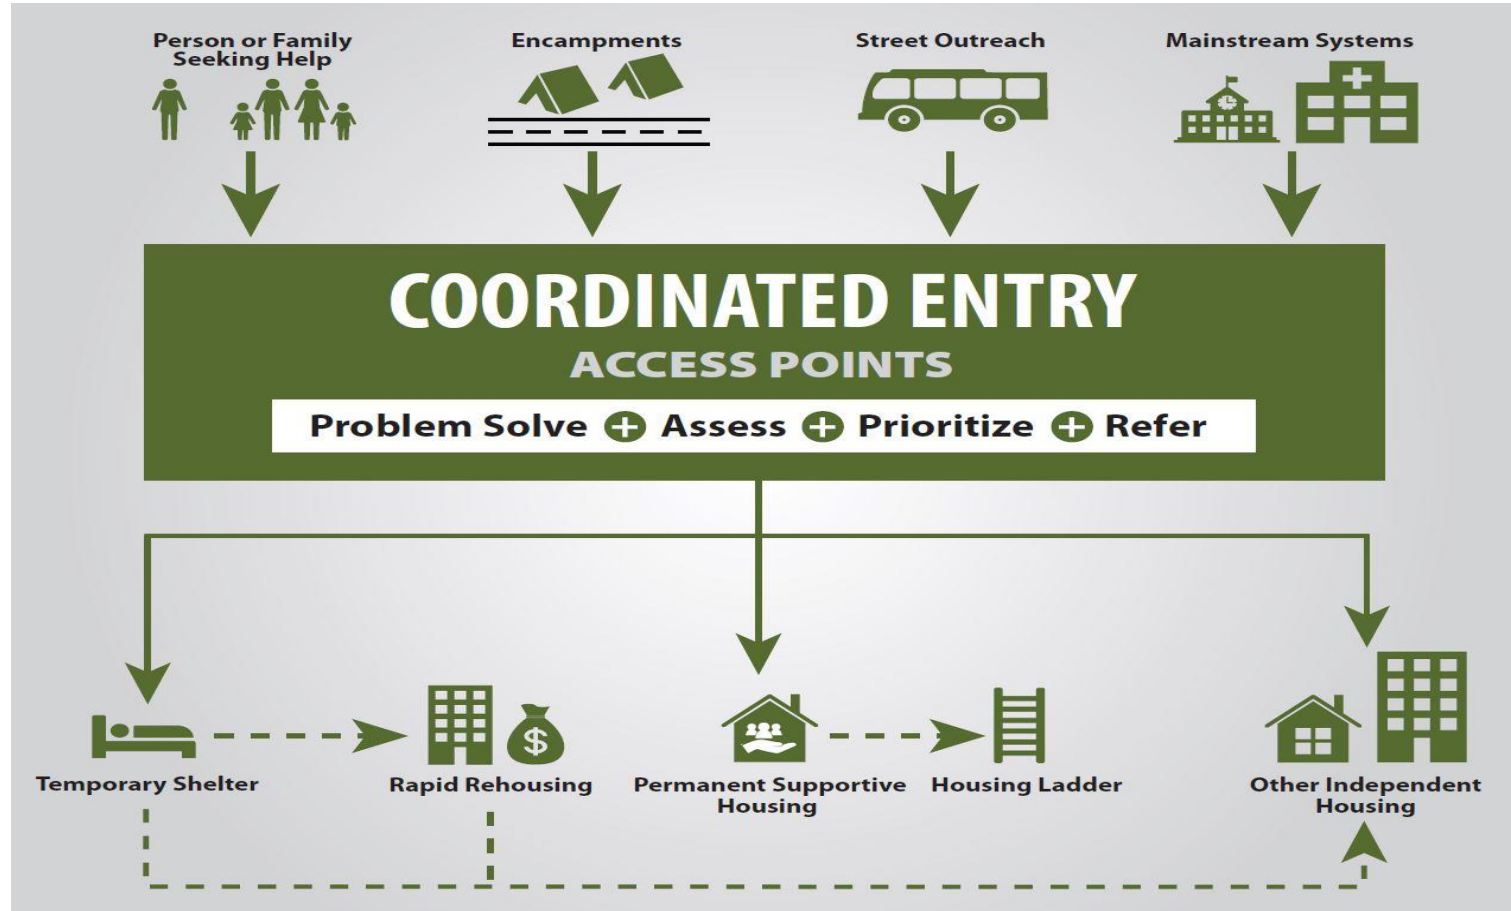 Person or Family
Seeking Help
Encampments
Street Outreach
Mainstream Systems
COORDINATED ENTRY
ACCESS POINTS
Problem Solve + Assess + Prioritize + Refer
$
Temporary Shelter
Rapid Rehousing
Permanent Supportive
Housing
Housing Ladder
Other Independent
Housing